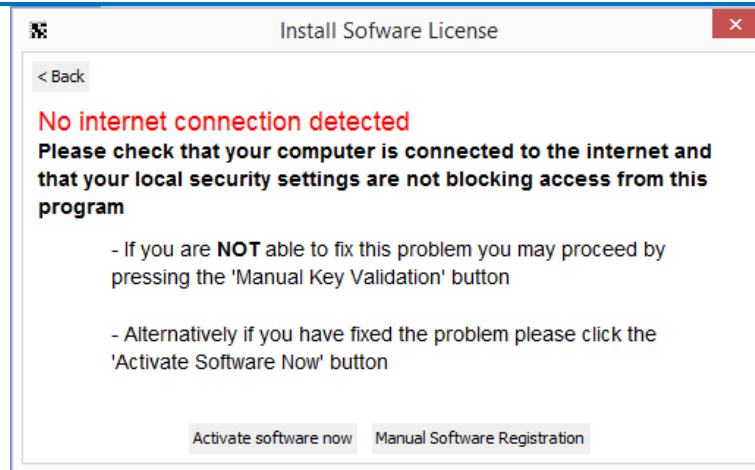 Install Sofware License
< Back
No internet connection detected
Please check that your computer is connected to the internet and
that your local security settings are not blocking access from this
program
- If you are NOT able to fix this problem you may proceed by
pressing the 'Manual Key Validation' button
- Alternatively if you have fixed the problem please click the
'Activate Software Now' button
Activate software now Manual Software Registration